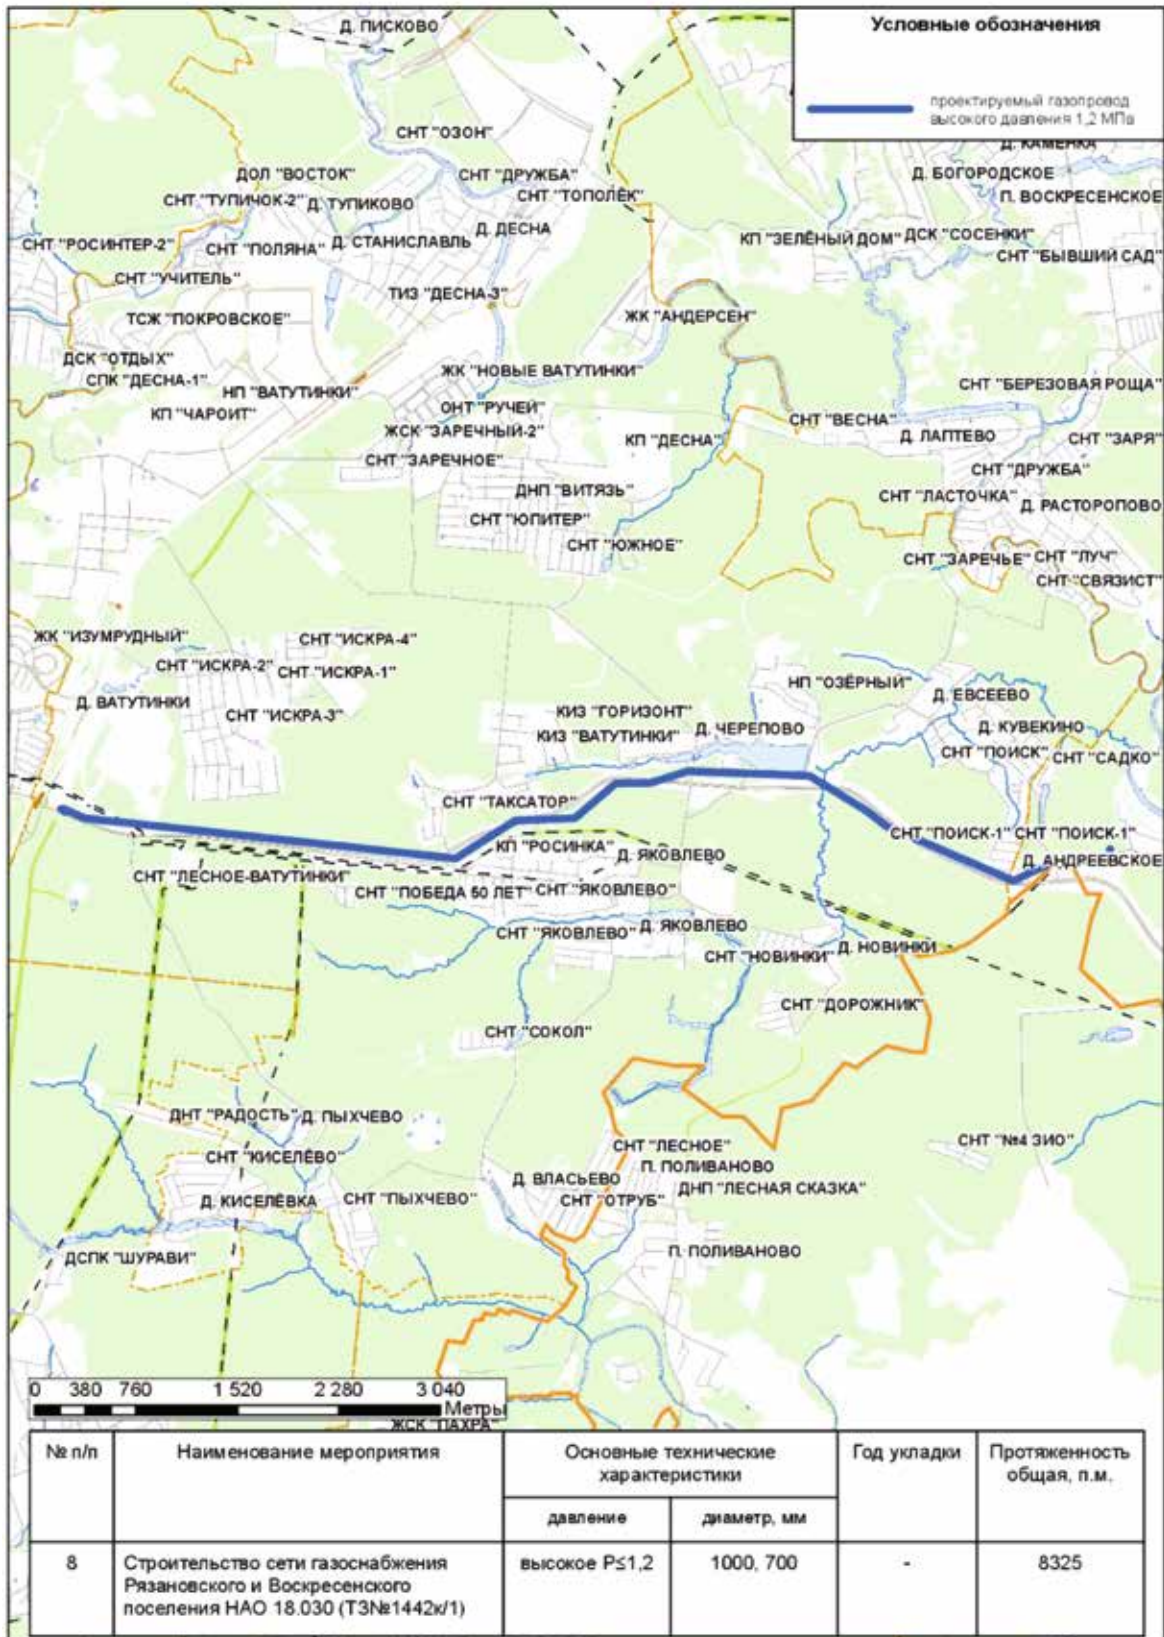 Условные обозначения
проектируемый газопровод
высокого давления 1,2 МПа
Д. ПИСКОВО
СНТ "ОЗОН"
Д. КАМЕНКА
ДОЛ "ВОСТОК"
СНТ "ДРУЖБА"
Д. БОГОРОДСКОЕ
СНТ "ТУПИЧОК-2"
Д. ТУПИКОВО
СНТ "ТОПОЛЁК"
П. ВОСКРЕСЕНСКОЕ
СНТ "РОСИНТЕР-2"
СНТ "ПОЛЯНА"
Д. СТАНИСЛАВЛЬ
Д. ДЕСНА
КП "ЗЕЛЁНЫЙ ДОМ"
ДСК "СОСЕНКИ"
СНТ "БЫВШИЙ САД"
СНТ "УЧИТЕЛЬ"
ТИЗ "ДЕСНА-3"
ТСЖ "ПОКРОВСКОЕ"
ЖК "АНДЕРСЕН"
ДСК "ОТДЫХ"
СПК "ДЕСНА-1"
ЖК "НОВЫЕ ВАТУТИНКИ"
НП "ВАТУТИНКИ"
СНТ "БЕРЕЗОВАЯ РОЩА"
КП "ЧАРОИТ"
ОНТ "РУЧЕЙ"
ЖСК "ЗАРЕЧНЫЙ-2"
КП "ДЕСНА"
СНТ "ВЕСНА"
Д. ЛАПТЕВО
СНТ "ЗАРЯ"
СНТ "ЗАРЕЧНОЕ"
СНТ "ДРУЖБА"
ДНП "ВИТЯЗЬ"
СНТ "ЛАСТОЧКА"
Д. РАСТОРОПОВО
СНТ "ЮПИТЕР"
СНТ "ЮЖНОЕ"
СНТ "ЗАРЕЧЬЕ"
СНТ "ЛУЧ"
СНТ "СВЯЗИСТ"
ЖК "ИЗУМРУДНЫЙ"
СНТ "ИСКРА-4"
СНТ "ИСКРА-2"
СНТ "ИСКРА-1"
НП "ОЗЁРНЫЙ"
Д. ВАТУТИНКИ
СНТ "ИСКРА-3"
КИЗ "ГОРИЗОНТ"
Д. ЕВСЕЕВО
КИЗ "ВАТУТИНКИ"
Д. ЧЕРЕПОВО
Д. КУВЕКИНО
СНТ "ПОИСК"
СНТ "САДКО"
СНТ "ТАКСАТОР"
СНТ "ПОИСК-1"
СНТ "ПОИСК-1"
КП "РОСИНКА"
Д. ЯКОВЛЕВО
Д. АНДРЕЕВСКОЕ
СНТ "ЛЕСНОЕ-ВАТУТИНКИ"
СНТ "ПОБЕДА 50 ЛЕТ"
СНТ "ЯКОВЛЕВО"
СНТ "ЯКОВЛЕВО"
Д. ЯКОВЛЕВО
СНТ "НОВИНКИ"
Д. НОВИНКИ
СНТ "ДОРОЖНИК"
СНТ "СОКОЛ"
ДНТ "РАДОСТЬ"
Д. ПЫХЧЕВО
СНТ "ЛЕСНОЕ"
СНТ "№4 ЗИО"
СНТ "КИСЕЛЁВО"
П. ПОЛИВАНОВО
Д. КИСЕЛЁВКА
СНТ "ПЫХЧЕВО"
Д. ВЛАСЬЕВО
ДНП "ЛЕСНАЯ СКАЗКА"
СНТ "ОТРУБ"
ДСПК "ШУРАВИ"
П. ПОЛИВАНОВО
0 380 760 1 520 2 280 3 040
Метры
ЖСК "ПАХРА"
№ п/п
Наименование мероприятия
Основные технические
характеристики
Год укладки
Протяженность
общая, п.м.
давление
диаметр, мм
8
Строительство сети газоснабжения
Рязановского и Воскресенского
поселения НАО 18.030 (ТЗ№1442к/1)
высокое Р≤1,2
1000, 700
-
8325